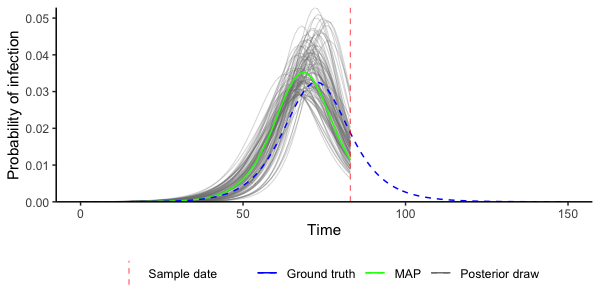 Probability of infection
0.05
0.04
0.03
0.02
0.01
0.00
0
50
100
150
Time
Sample date
Ground truth
MAP
Posterior draw